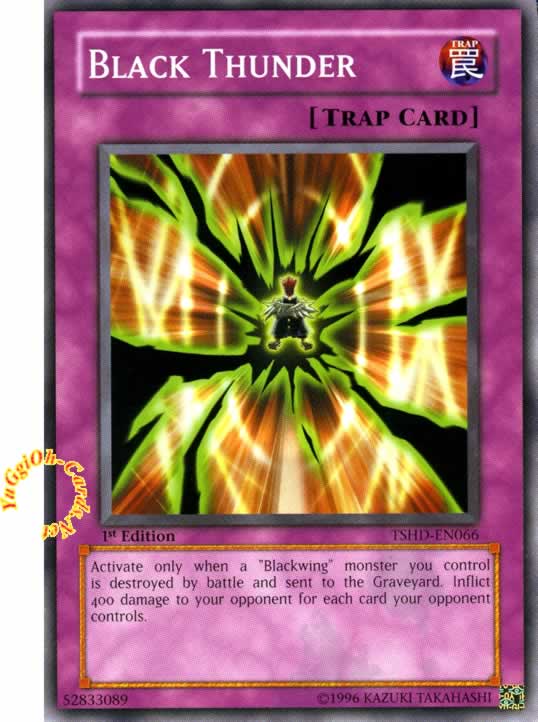 BLACK THUNDER
TRAP
罠
[TRAP CARD]
1st Edition
TSHD-EN066
Activate only when a "Blackwing" monster you control
is destroyed by battle and sent to the Graveyard. Inflict
400 damage to your opponent for each card your opponent
controls.
52833089
©1996 KAZUKI TAKAHASHI
YuGgiOh-Cards.Net